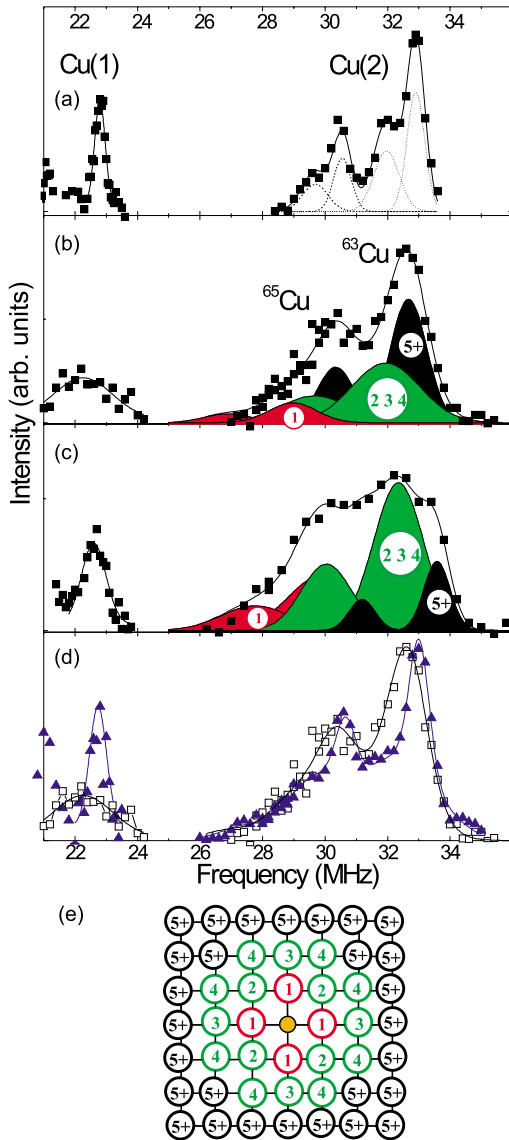 22 24 26 28 30 32 34
Cu(1) Cu(2)
(a)
(b)
⁶³Cu
⁶⁵Cu
5+
2 3 4
1
(c)
2 3 4
5+
1
(d)
Intensity (arb. units)
22 24 26 28 30 32 34
Frequency (MHz)
(e)
5+ 5+ 5+ 5+ 5+ 5+ 5+
5+ 5+ 4 3 4 5+ 5+
5+ 4 2 1 2 4 5+
5+ 3 1 1 3 5+
5+ 4 2 1 2 4 5+
5+ 5+ 4 3 4 5+ 5+
5+ 5+ 5+ 5+ 5+ 5+ 5+